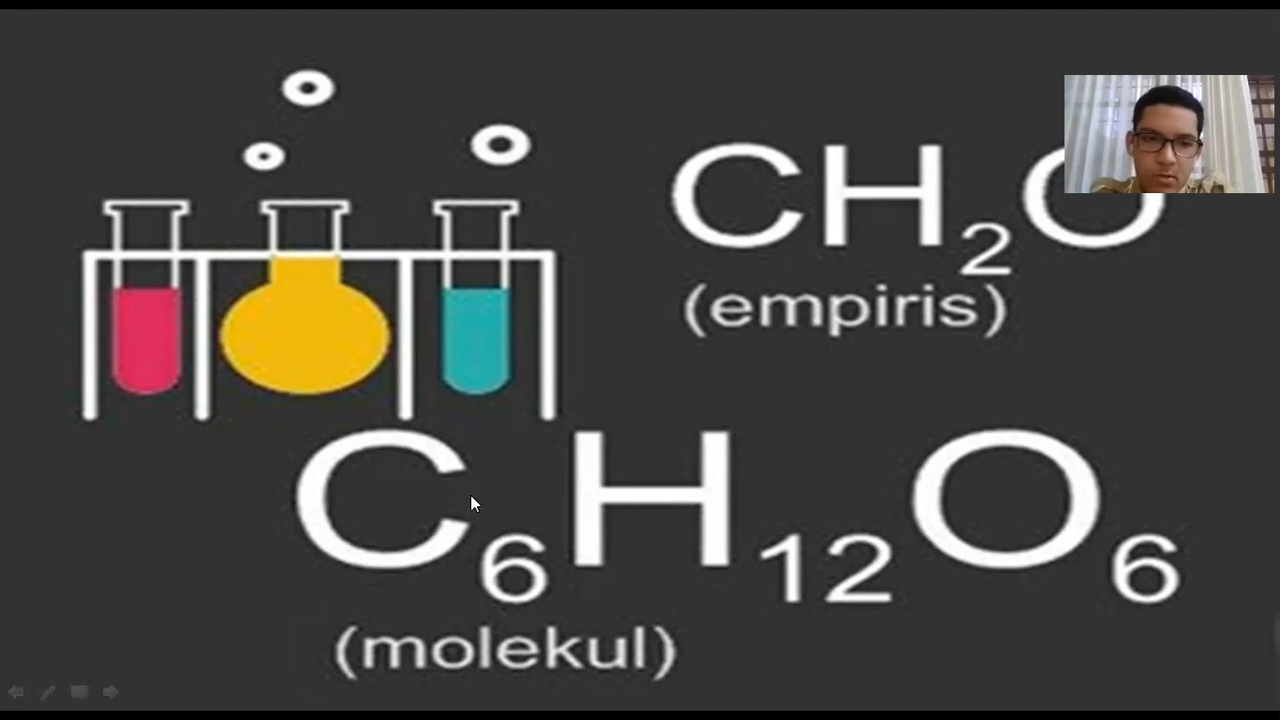 CH₂O
(empiris)
C₆H₁₂O₆
(molekul)